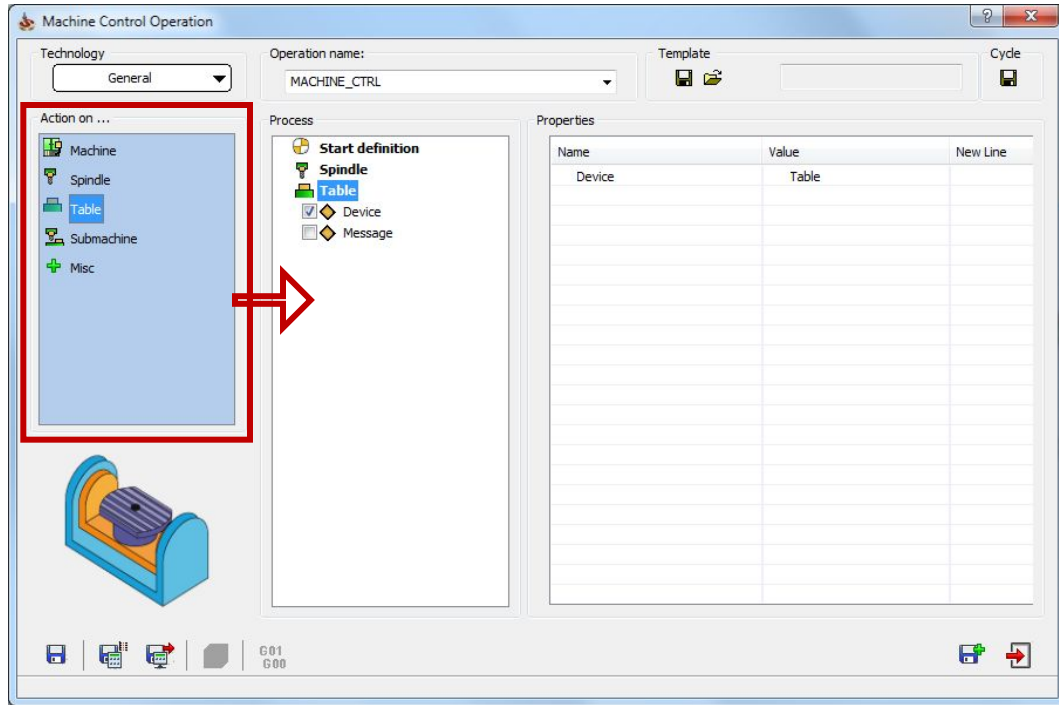 Machine Control Operation
Technology
General
Operation name:
MACHINE_CTRL
Template
Cycle
Action on ...
Machine
Spindle
Table
Submachine
Misc
Process
Start definition
Spindle
Table
Device
Message
Properties
Name Value New Line
Device Table
G01
G00